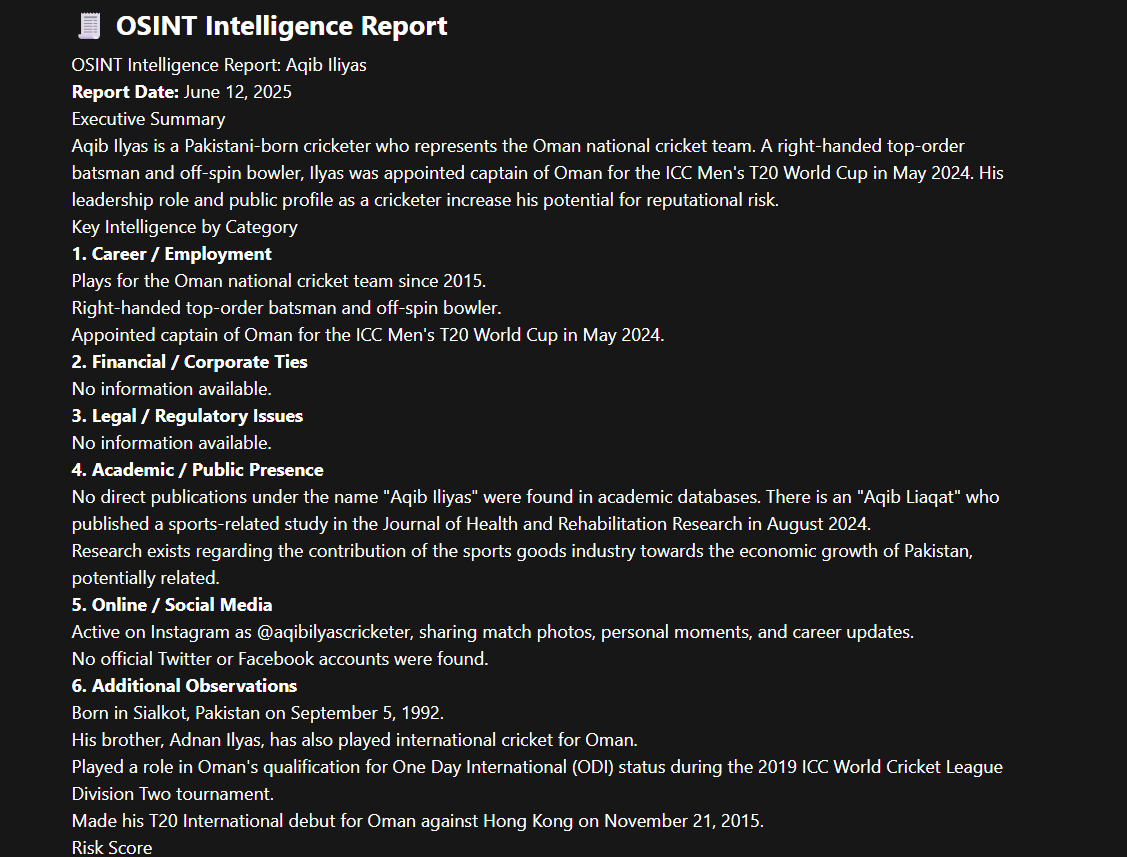 OSINT Intelligence Report
OSINT Intelligence Report: Aqib Iliyas
Report Date: June 12, 2025
Executive Summary
Aqib Ilyas is a Pakistani-born cricketer who represents the Oman national cricket team. A right-handed top-order
batsman and off-spin bowler, Ilyas was appointed captain of Oman for the ICC Men's T20 World Cup in May 2024. His
leadership role and public profile as a cricketer increase his potential for reputational risk.
Key Intelligence by Category
1. Career / Employment
Plays for the Oman national cricket team since 2015.
Right-handed top-order batsman and off-spin bowler.
Appointed captain of Oman for the ICC Men's T20 World Cup in May 2024.
2. Financial / Corporate Ties
No information available.
3. Legal / Regulatory Issues
No information available.
4. Academic / Public Presence
No direct publications under the name "Aqib Iliyas" were found in academic databases. There is an "Aqib Liaqat" who
published a sports-related study in the Journal of Health and Rehabilitation Research in August 2024.
Research exists regarding the contribution of the sports goods industry towards the economic growth of Pakistan,
potentially related.
5. Online / Social Media
Active on Instagram as @aqibilyascricketer, sharing match photos, personal moments, and career updates.
No official Twitter or Facebook accounts were found.
6. Additional Observations
Born in Sialkot, Pakistan on September 5, 1992.
His brother, Adnan Ilyas, has also played international cricket for Oman.
Played a role in Oman's qualification for One Day International (ODI) status during the 2019 ICC World Cricket League
Division Two tournament.
Made his T20 International debut for Oman against Hong Kong on November 21, 2015.
Risk Score